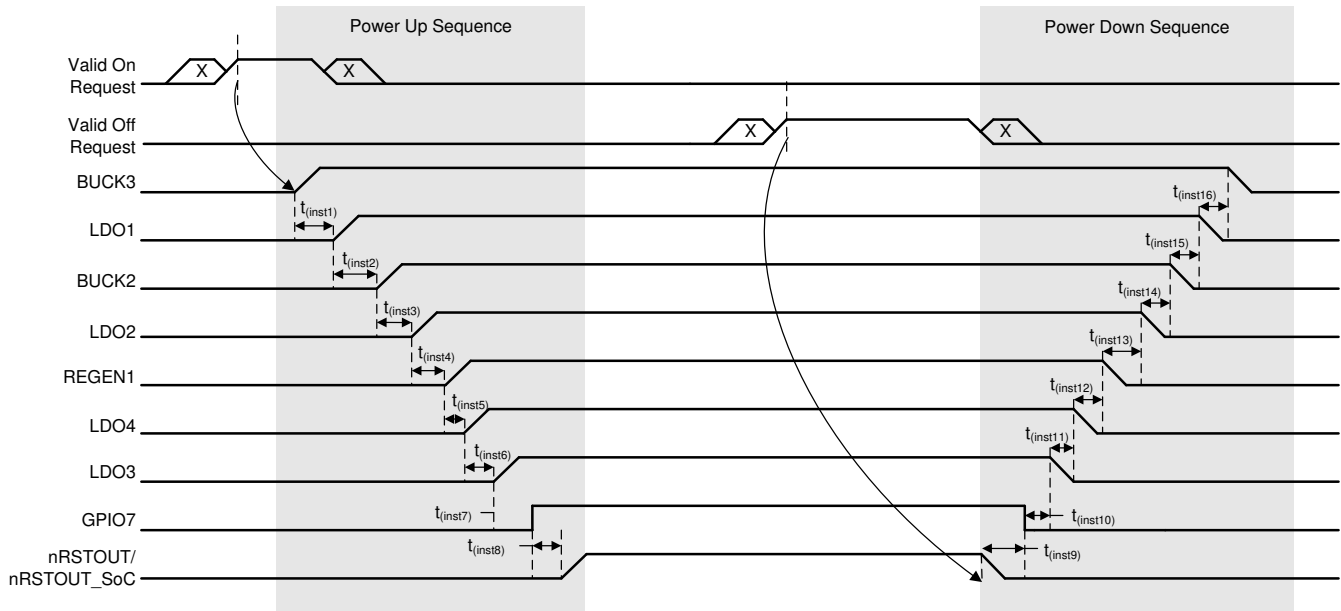 Power Up Sequence
Power Down Sequence
Valid On
Request
X
X
Valid Off
Request
X
X
BUCK3
t(inst1)
t(inst16)
LDO1
t(inst2)
t(inst15)
BUCK2
t(inst3)
t(inst14)
LDO2
t(inst4)
t(inst13)
REGEN1
t(inst5)
t(inst12)
LDO4
t(inst6)
t(inst11)
LDO3
t(inst7)
t(inst10)
GPIO7
t(inst8)
t(inst9)
nRSTOUT/
nRSTOUT_SoC